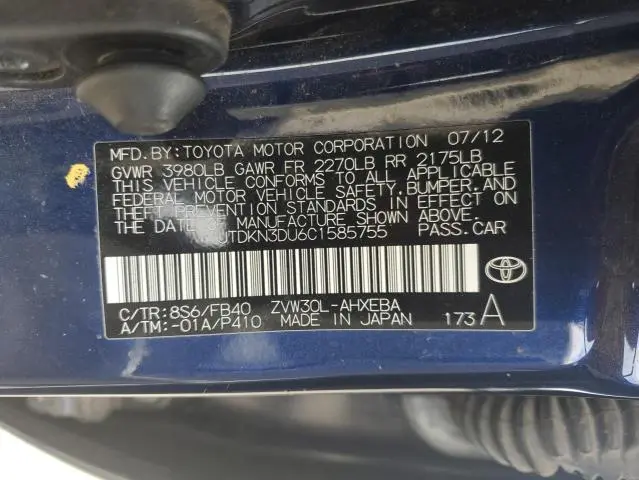 MFD.BY:TOYOTA MOTOR CORPORATION 07/12
GVWR 3980LB GAWR FR 2270LB RR 2175LB
THIS VEHICLE CONFORMS TO ALL APPLICABLE
FEDERAL MOTOR VEHICLE SAFETY,BUMPER,AND
THEFT PREVENTION STANDARDS IN EFFECT ON
THE DATE OF MANUFACTURE SHOWN ABOVE.
JTDKN3DU6C1585755 PASS.CAR
C/TR:8S6/FB40 ZVW30L-AHXEBA
A/TM:-01A/P410 MADE IN JAPAN 173 A